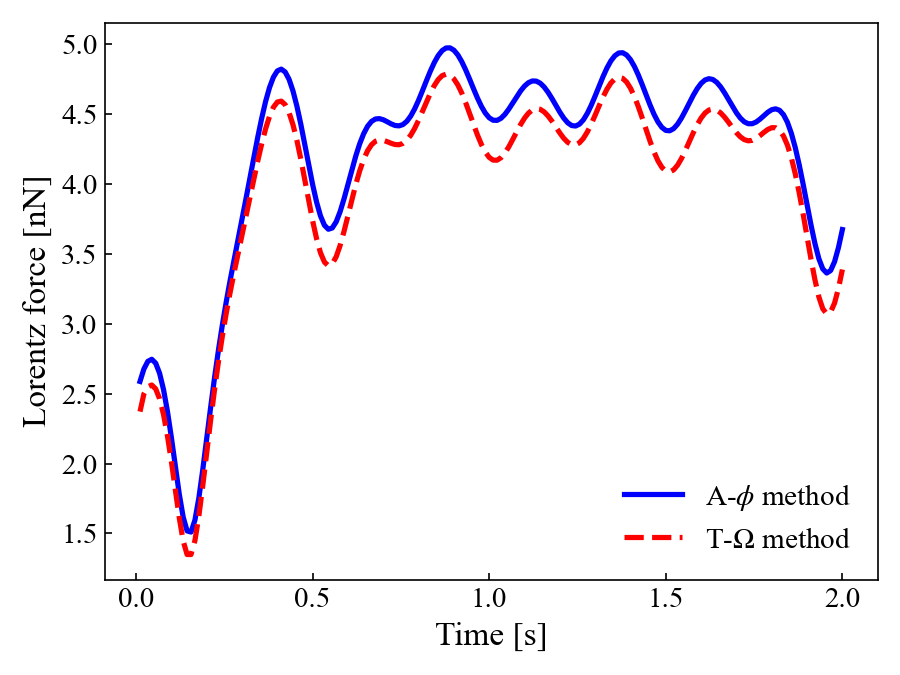 5.0
4.5
4.0
3.5
3.0
2.5
2.0
1.5
Lorentz force [nN]
A-ϕ method
T-Ω method
0.0 0.5 1.0 1.5 2.0
Time [s]